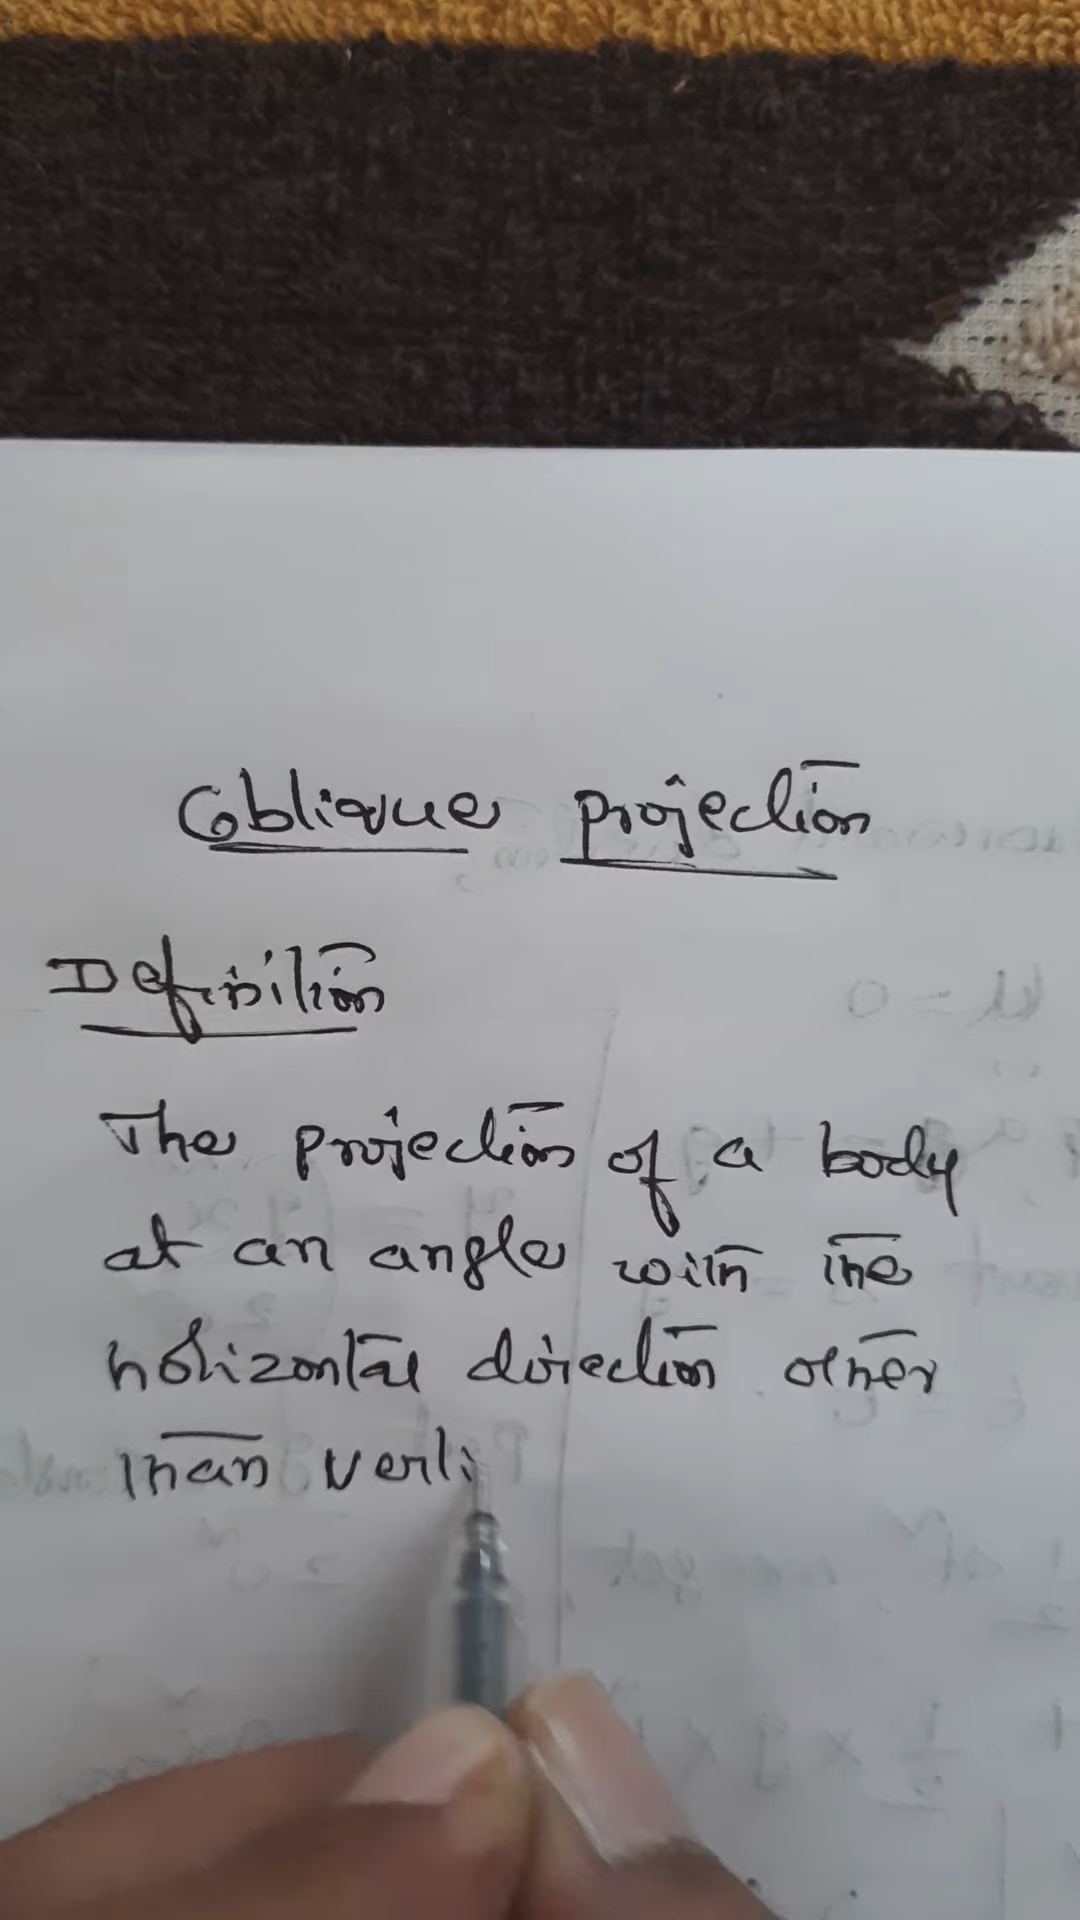 Oblique projection
Definition
The projection of a body
at an angle with the
horizontal direction other
than verti